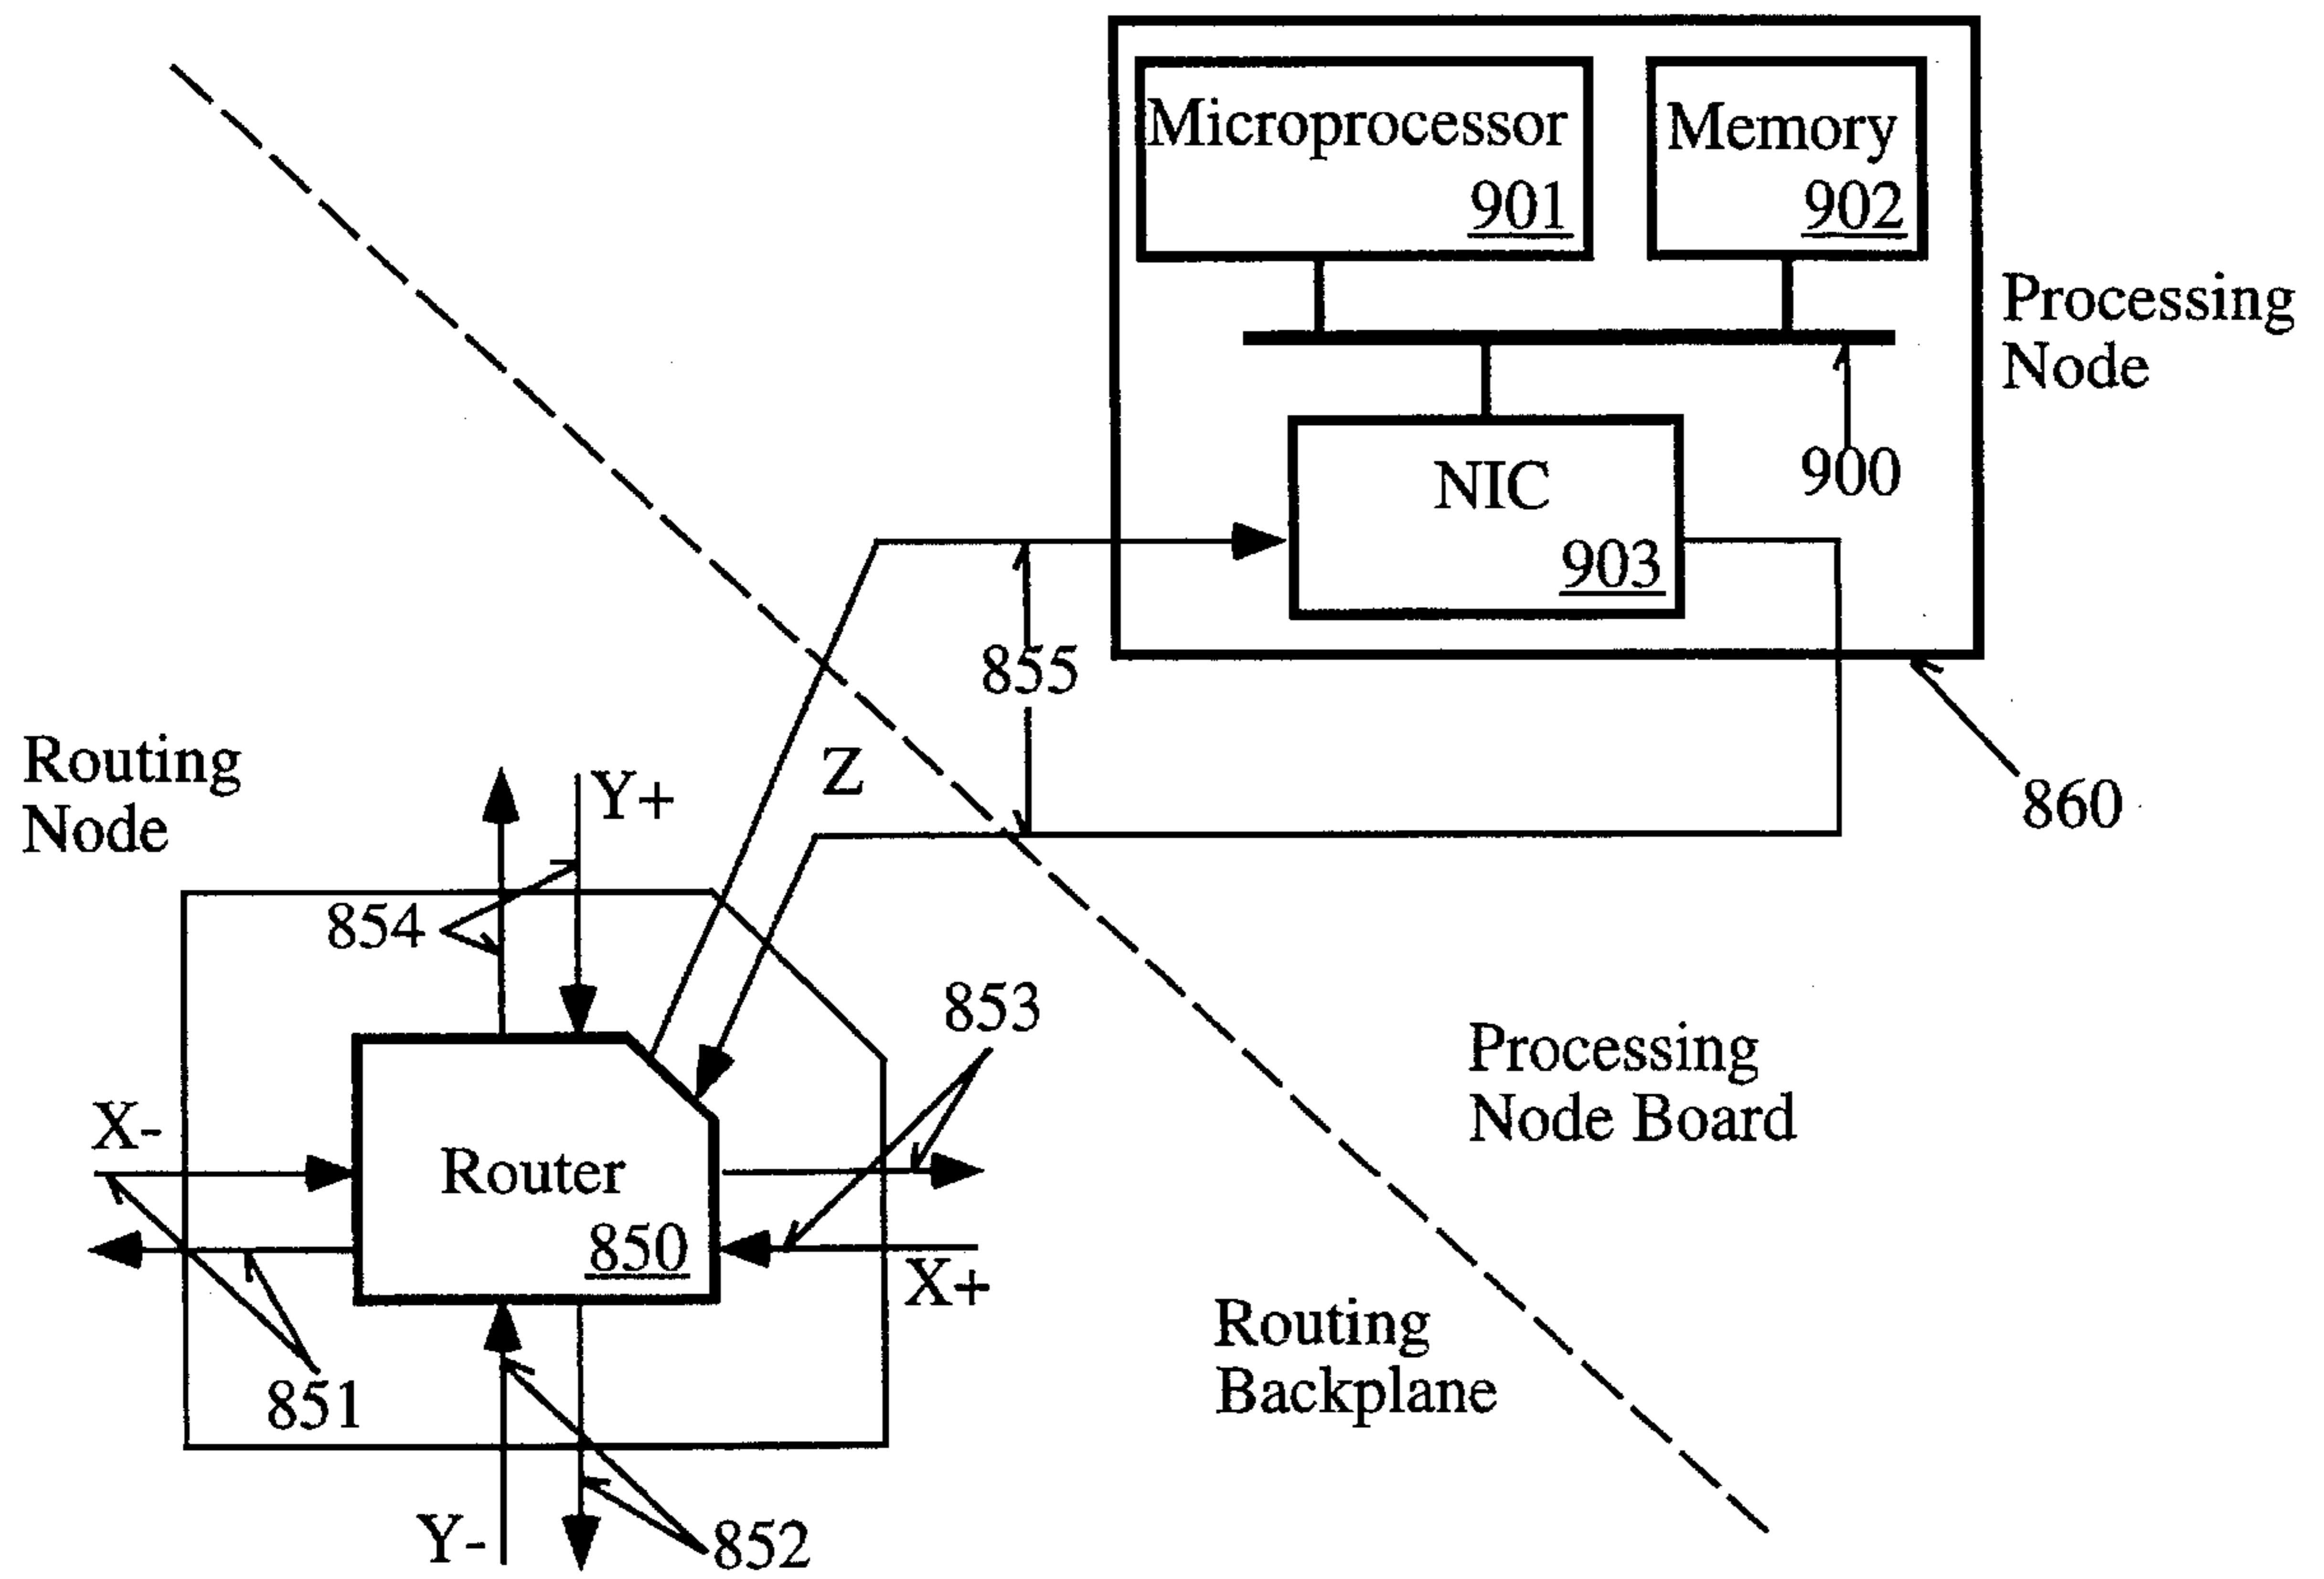 Microprocessor
901
Memory
902
Processing
Node
900
NIC
903
855
860
Z
Routing
Node
Y+
854
853
X-
Router
850
X+
851
Y-
852
Processing
Node Board
Routing
Backplane